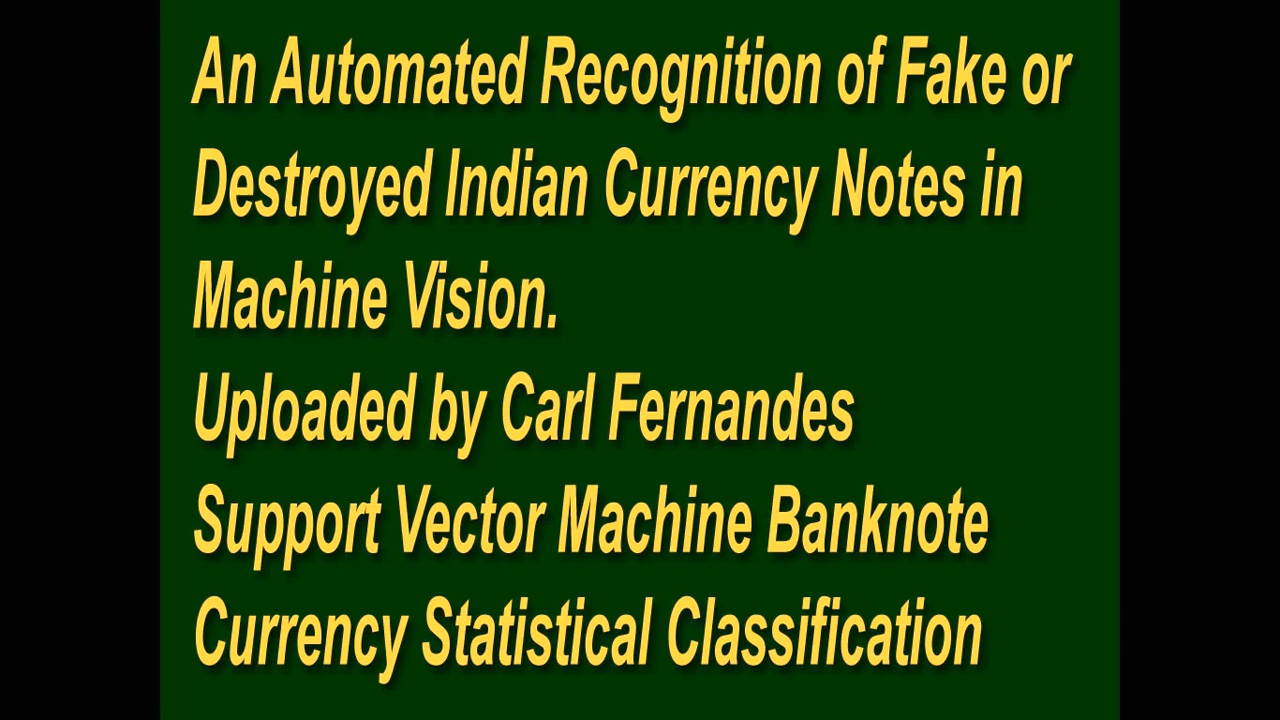 An Automated Recognition of Fake or
Destroyed Indian Currency Notes in
Machine Vision.
Uploaded by Carl Fernandes
Support Vector Machine Banknote
Currency Statistical Classification